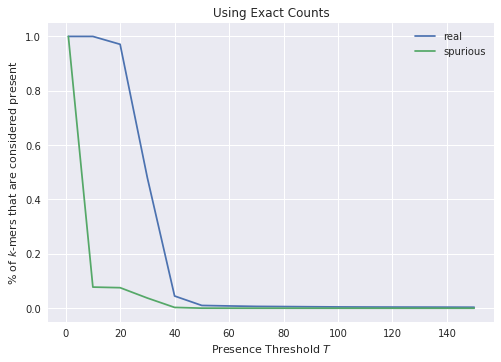 Using Exact Counts
real
spurious
% of k-mers that are considered present
1.0
0.8
0.6
0.4
0.2
0.0
0 20 40 60 80 100 120 140
Presence Threshold T